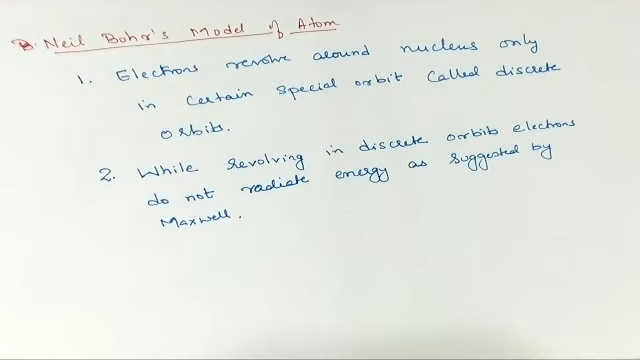 B. Neil Bohr's Model of Atom
1. Electrons revolve around nucleus only
in certain special orbit called discrete
orbits.
2. While revolving in discrete orbits electrons
do not radiate energy as suggested by
Maxwell.